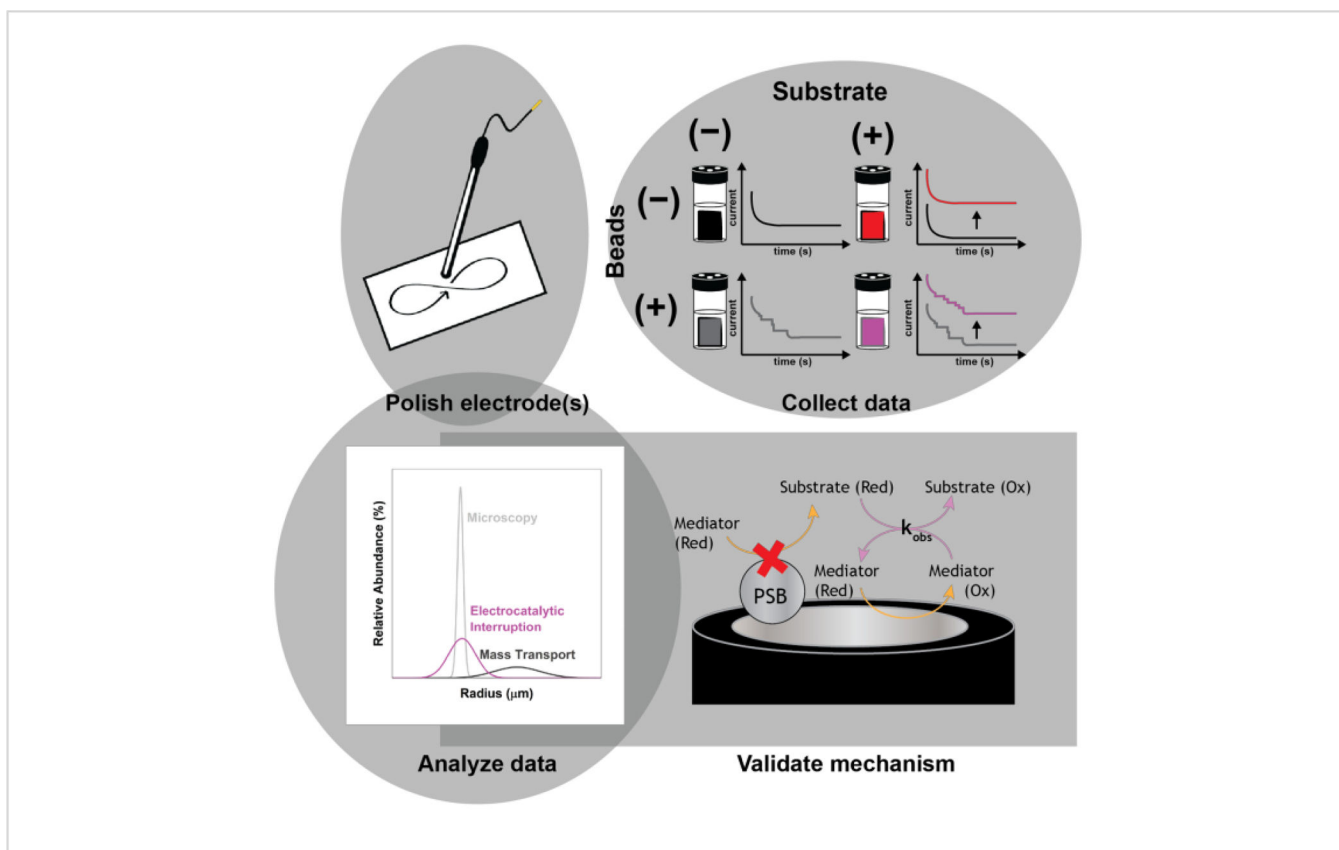 Polish electrode(s)
Substrate
(−)
(+)
Beads
(−)
current
time (s)
current
time (s)
(+)
current
time (s)
current
time (s)
Collect data
Relative Abundance (%)
Microscopy
Electrocatalytic
Interruption
Mass Transport
Radius (μm)
Analyze data
Substrate (Red)
Substrate (Ox)
Mediator
(Red)
k_obs
PSB
Mediator
(Red)
Mediator
(Ox)
Validate mechanism